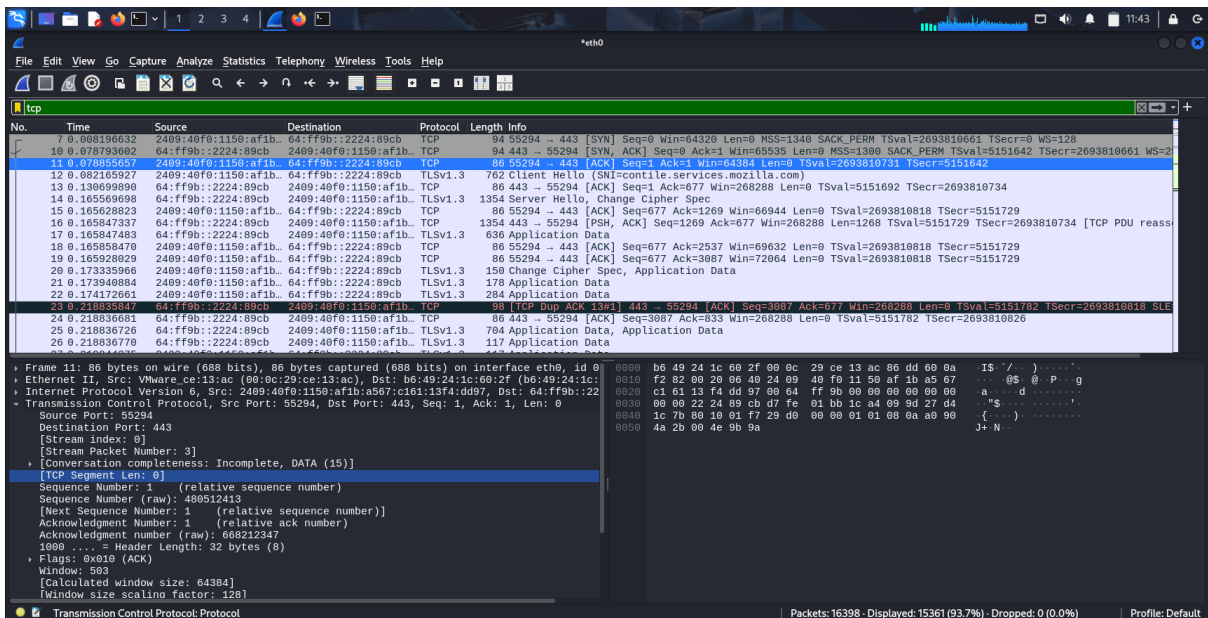 1 2 3 4
11:43
*eth0
File Edit View Go Capture Analyze Statistics Telephony Wireless Tools Help
tcp
No. Time Source Destination Protocol Length Info
7 0.008196632 2409:40f0:1150:af1b… 64:ff9b::2224:89cb TCP 94 55294 → 443 [SYN] Seq=0 Win=64320 Len=0 MSS=1340 SACK_PERM TSval=2693810661 TSecr=0 WS=128
10 0.078793602 64:ff9b::2224:89cb 2409:40f0:1150:af1b… TCP 94 443 → 55294 [SYN, ACK] Seq=0 Ack=1 Win=65535 Len=0 MSS=1300 SACK_PERM TSval=5151642 TSecr=2693810661 WS=2
11 0.078855657 2409:40f0:1150:af1b… 64:ff9b::2224:89cb TCP 86 55294 → 443 [ACK] Seq=1 Ack=1 Win=64384 Len=0 TSval=2693810731 TSecr=5151642
12 0.082165927 2409:40f0:1150:af1b… 64:ff9b::2224:89cb TLSv1.3 762 Client Hello (SNI=contile.services.mozilla.com)
13 0.130699890 64:ff9b::2224:89cb 2409:40f0:1150:af1b… TCP 86 443 → 55294 [ACK] Seq=1 Ack=677 Win=268288 Len=0 TSval=5151692 TSecr=2693810734
14 0.165569698 64:ff9b::2224:89cb 2409:40f0:1150:af1b… TLSv1.3 1354 Server Hello, Change Cipher Spec
15 0.165628823 2409:40f0:1150:af1b… 64:ff9b::2224:89cb TCP 86 55294 → 443 [ACK] Seq=677 Ack=1269 Win=66944 Len=0 TSval=2693810818 TSecr=5151729
16 0.165847337 64:ff9b::2224:89cb 2409:40f0:1150:af1b… TCP 1354 443 → 55294 [PSH, ACK] Seq=1269 Ack=677 Win=268288 Len=1268 TSval=5151729 TSecr=2693810734 [TCP PDU reass
17 0.165847483 64:ff9b::2224:89cb 2409:40f0:1150:af1b… TLSv1.3 636 Application Data
18 0.165858470 2409:40f0:1150:af1b… 64:ff9b::2224:89cb TCP 86 55294 → 443 [ACK] Seq=677 Ack=2537 Win=69632 Len=0 TSval=2693810818 TSecr=5151729
19 0.165928029 2409:40f0:1150:af1b… 64:ff9b::2224:89cb TCP 86 55294 → 443 [ACK] Seq=677 Ack=3087 Win=72064 Len=0 TSval=2693810818 TSecr=5151729
20 0.173335966 2409:40f0:1150:af1b… 64:ff9b::2224:89cb TLSv1.3 150 Change Cipher Spec, Application Data
21 0.173940884 2409:40f0:1150:af1b… 64:ff9b::2224:89cb TLSv1.3 178 Application Data
22 0.174172661 2409:40f0:1150:af1b… 64:ff9b::2224:89cb TLSv1.3 284 Application Data
23 0.218835847 64:ff9b::2224:89cb 2409:40f0:1150:af1b… TCP 98 [TCP Dup ACK 13#1] 443 → 55294 [ACK] Seq=3087 Ack=677 Win=268288 Len=0 TSval=5151782 TSecr=2693810818 SLE
24 0.218836681 64:ff9b::2224:89cb 2409:40f0:1150:af1b… TCP 86 443 → 55294 [ACK] Seq=3087 Ack=833 Win=268288 Len=0 TSval=5151782 TSecr=2693810826
25 0.218836726 64:ff9b::2224:89cb 2409:40f0:1150:af1b… TLSv1.3 704 Application Data, Application Data
26 0.218836770 64:ff9b::2224:89cb 2409:40f0:1150:af1b… TLSv1.3 117 Application Data
Frame 11: 86 bytes on wire (688 bits), 86 bytes captured (688 bits) on interface eth0, id 0
Ethernet II, Src: VMware_ce:13:ac (00:0c:29:ce:13:ac), Dst: b6:49:24:1c:60:2f (b6:49:24:1c:
Internet Protocol Version 6, Src: 2409:40f0:1150:af1b:a567:c161:13f4:dd97, Dst: 64:ff9b::22
Transmission Control Protocol, Src Port: 55294, Dst Port: 443, Seq: 1, Ack: 1, Len: 0
Source Port: 55294
Destination Port: 443
[Stream index: 0]
[Stream Packet Number: 3]
[Conversation completeness: Incomplete, DATA (15)]
[TCP Segment Len: 0]
Sequence Number: 1 (relative sequence number)
Sequence Number (raw): 480512413
[Next Sequence Number: 1 (relative sequence number)]
Acknowledgment Number: 1 (relative ack number)
Acknowledgment number (raw): 668212347
1000 .... = Header Length: 32 bytes (8)
Flags: 0x010 (ACK)
Window: 503
[Calculated window size: 64384]
[Window size scaling factor: 128]
0000 b6 49 24 1c 60 2f 00 0c 29 ce 13 ac 86 dd 60 0a ·I$·`/·· )·····`·
0010 f2 82 00 20 06 40 24 09 40 f0 11 50 af 1b a5 67 ··· ·@$· @··P···g
0020 c1 61 13 f4 dd 97 00 64 ff 9b 00 00 00 00 00 00 ·a·····d ········
0030 00 00 22 24 89 cb d7 fe 01 bb 1c a4 09 9d 27 d4 ··"$···· ······'·
0040 1c 7b 80 10 01 f7 29 d0 00 00 01 01 08 0a a0 90 ·{····)· ········
0050 4a 2b 00 4e 9b 9a J+·N··
Transmission Control Protocol: Protocol
Packets: 16398 · Displayed: 15361 (93.7%) · Dropped: 0 (0.0%)
Profile: Default